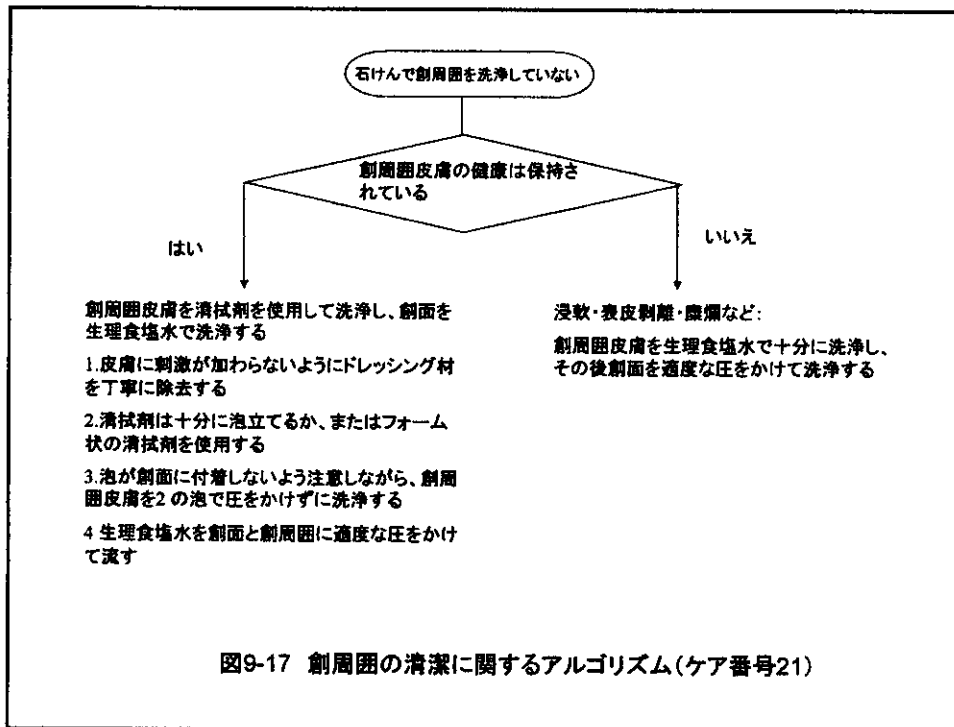 石けんで創周囲を洗浄していない
創周囲皮膚の健康は保持さ
れている
はい
いいえ
創周囲皮膚を清拭剤を使用して洗浄し、創面を
生理食塩水で洗浄する
1.皮膚に刺激が加わらないようにドレッシング材
を丁寧に除去する
2.清拭剤は十分に泡立てるか、またはフォーム
状の清拭剤を使用する
3.泡が創面に付着しないよう注意しながら、創周
囲皮膚を2の泡で圧をかけずに洗浄する
4 生理食塩水を創面と創周囲に適度な圧をかけ
て流す
浸軟・表皮剥離・糜爛など:
創周囲皮膚を生理食塩水で十分に洗浄し、
その後創面を適度な圧をかけて洗浄する
図9-17 創周囲の清潔に関するアルゴリズム(ケア番号21)